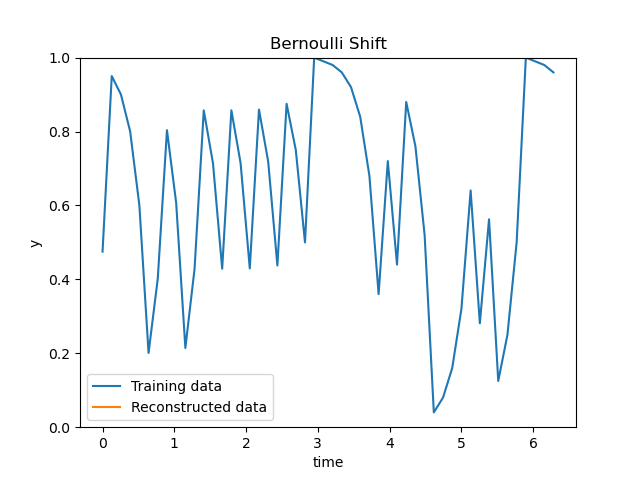 Bernoulli Shift
1.0
0.8
0.6
0.4
0.2
0.0
y
Training data
Reconstructed data
0 1 2 3 4 5 6
time